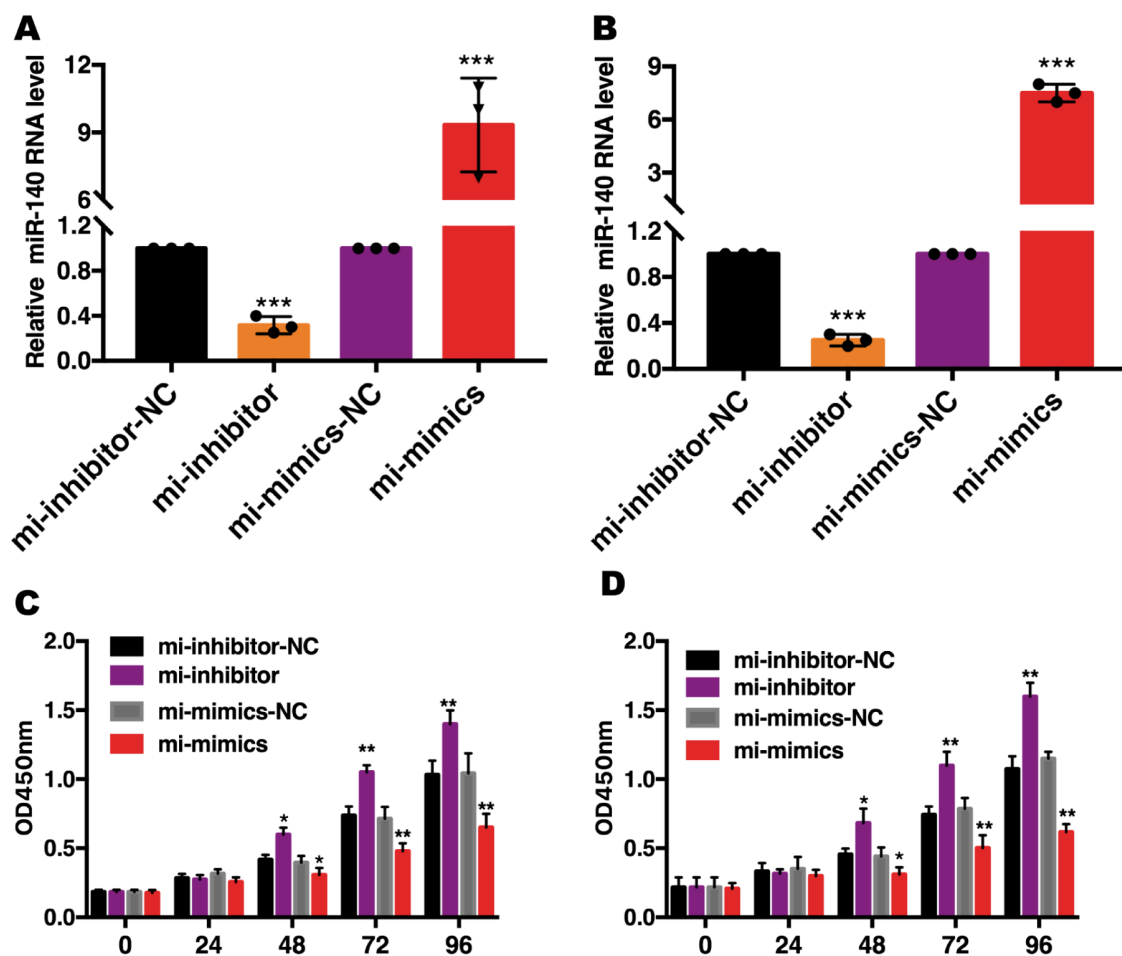 A
Relative miR-140 RNA level
12
9
6
1.2
0.8
0.4
0.0
***
***
mi-inhibitor-NC
mi-inhibitor
mi-mimics-NC
mi-mimics
B
Relative miR-140 RNA level
9
6
3
1.2
0.8
0.4
0.0
***
***
mi-inhibitor-NC
mi-inhibitor
mi-mimics-NC
mi-mimics
C
OD450nm
2.0
1.5
1.0
0.5
0.0
mi-inhibitor-NC
mi-inhibitor
mi-mimics-NC
mi-mimics
*
*
**
**
**
**
0 24 48 72 96
D
OD450nm
2.0
1.5
1.0
0.5
0.0
mi-inhibitor-NC
mi-inhibitor
mi-mimics-NC
mi-mimics
*
*
**
**
**
**
0 24 48 72 96